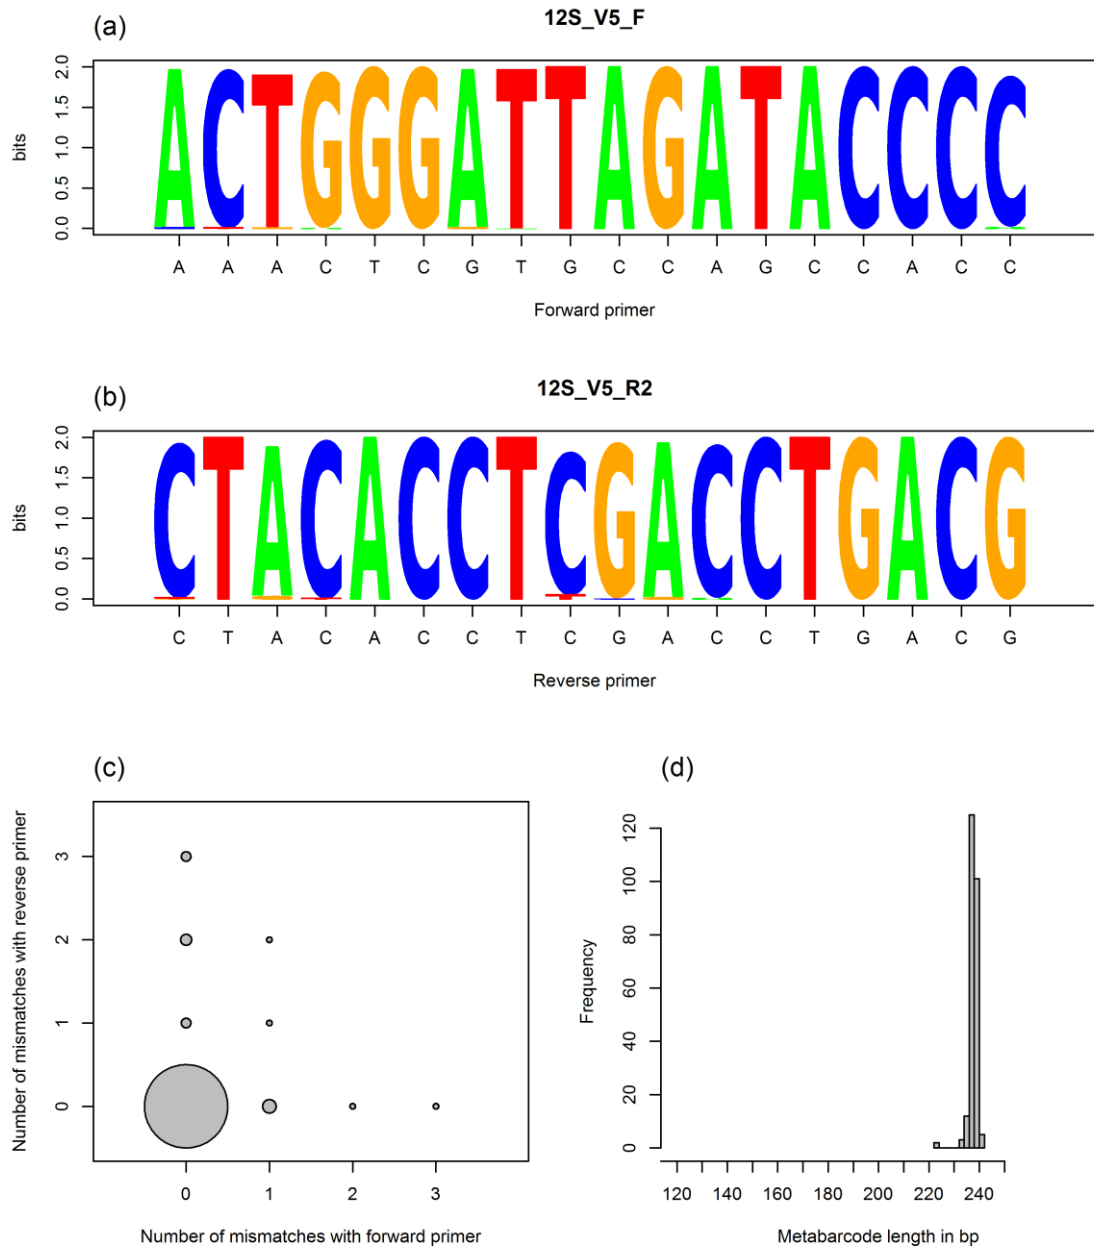 (a)
12S_V5_F
bits
2.0
1.5
1.0
0.5
0.0
A C T G G G A T T A G A T A C C C C
A A A C T C G T G C C A G C C A C C
Forward primer
(b)
12S_V5_R2
bits
2.0
1.5
1.0
0.5
0.0
C T A C A C C T C G A C C T G A C G
C T A C A C C T C G A C C T G A C G
Reverse primer
(c)
Number of mismatches with reverse primer
3
2
1
0
0 1 2 3
Number of mismatches with forward primer
(d)
Frequency
120
100
80
60
40
20
0
120 140 160 180 200 220 240
Metabarcode length in bp